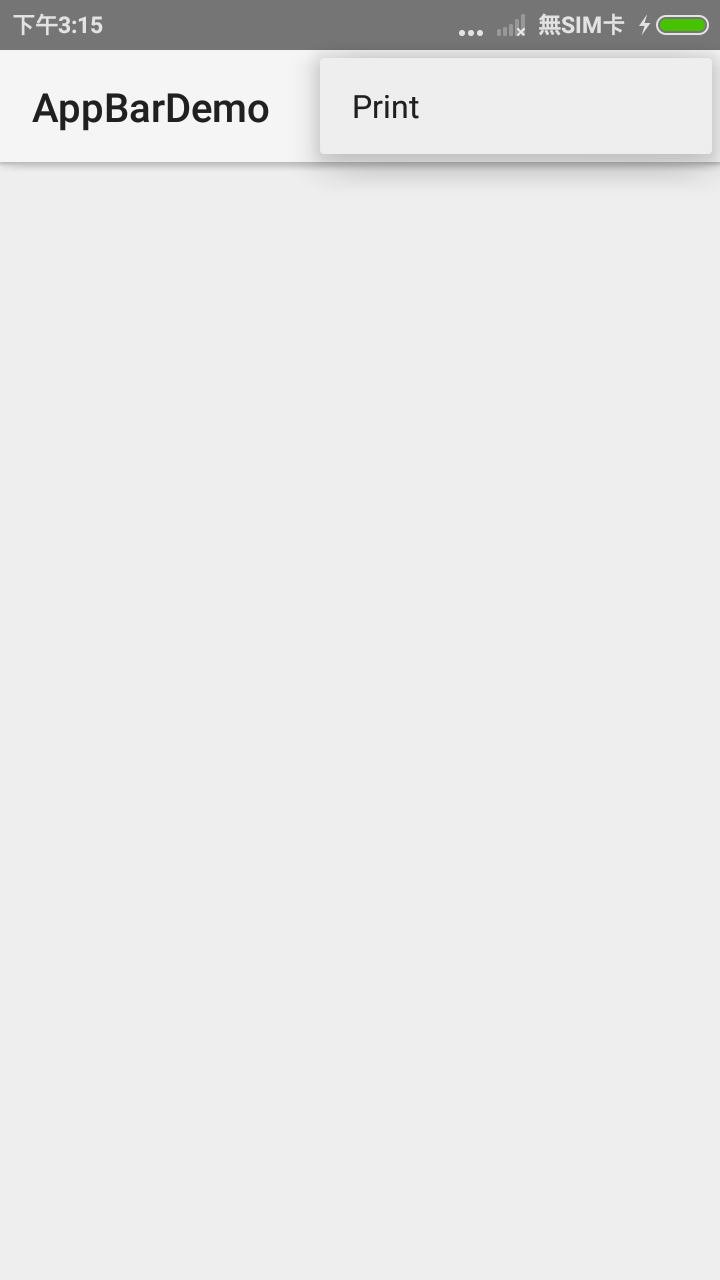 下午3:15
無SIM卡
AppBarDemo
Print